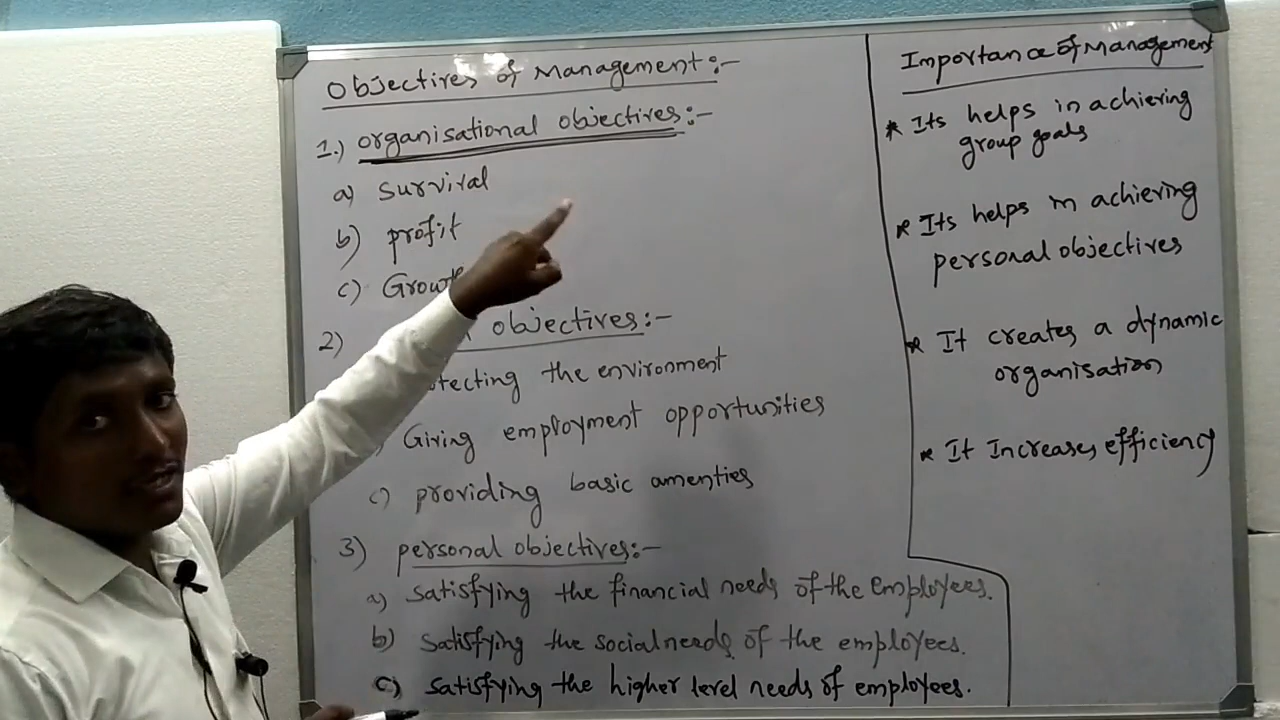 Objectives of Management:-
1.) organisational objectives:-
a) survival
b) profit
c) Growth
2) objectives:-
the environment
Giving employment opportunities
c) providing basic amenties
3) personal objectives:-
a) satisfying the financial needs of the Employees.
b) satisfying the social needs of the employees.
c) satisfying the higher level needs of employees.
Importance of Management
* Its helps in achieving
group goals
* Its helps in achieving
personal objectives
* It creates a dynamic
organisation
* It Increases efficiency